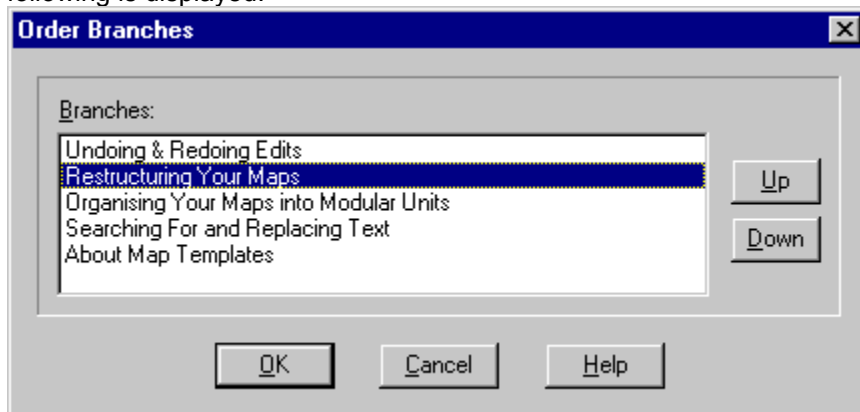 following is displayed:
Order Branches
Branches:
Undoing & Redoing Edits
Restructuring Your Maps
Organising Your Maps into Modular Units
Searching For and Replacing Text
About Map Templates
Up
Down
OK
Cancel
Help